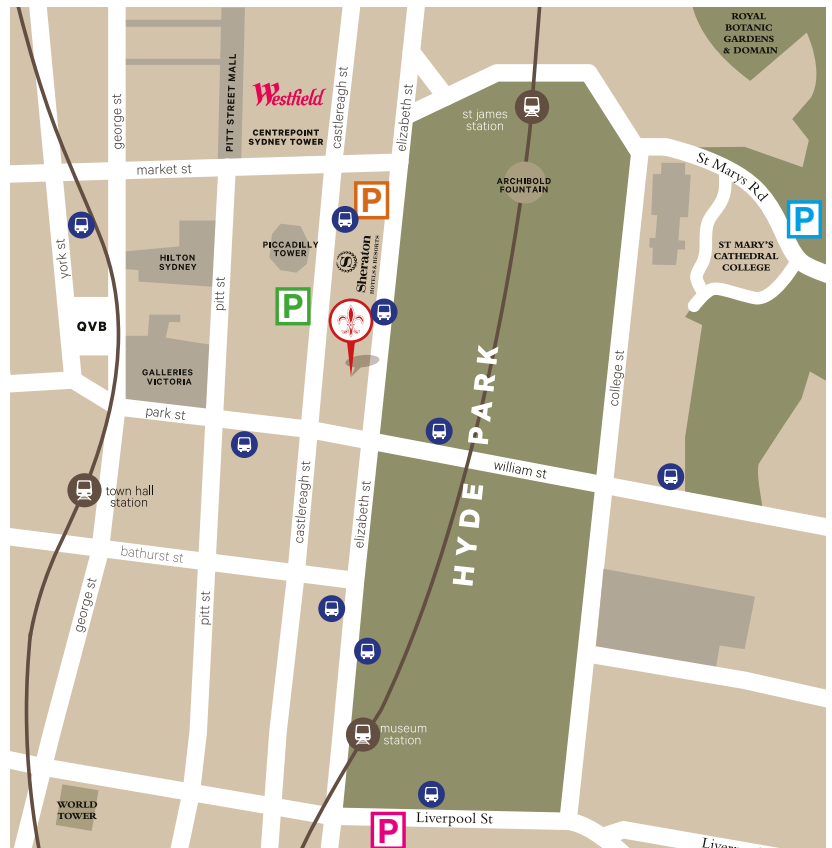 ROYAL
BOTANIC
GARDENS
& DOMAIN
george st
PITT STREET MALL
Westfield
castlereagh st
elizabeth st
st james
station
CENTREPOINT
SYDNEY TOWER
market st
St Marys Rd
ARCHIBOLD
FOUNTAIN
P
P
york st
HILTON
SYDNEY
PICCADILLY
TOWER
S
Sheraton
HOTELS & RESORTS
ST MARY'S
CATHEDRAL
COLLEGE
pitt st
P
QVB
GALLERIES
VICTORIA
HYDE PARK
college st
park st
william st
town hall
station
castlereagh st
elizabeth st
bathurst st
george st
pitt st
museum
station
WORLD
TOWER
P
Liverpool St